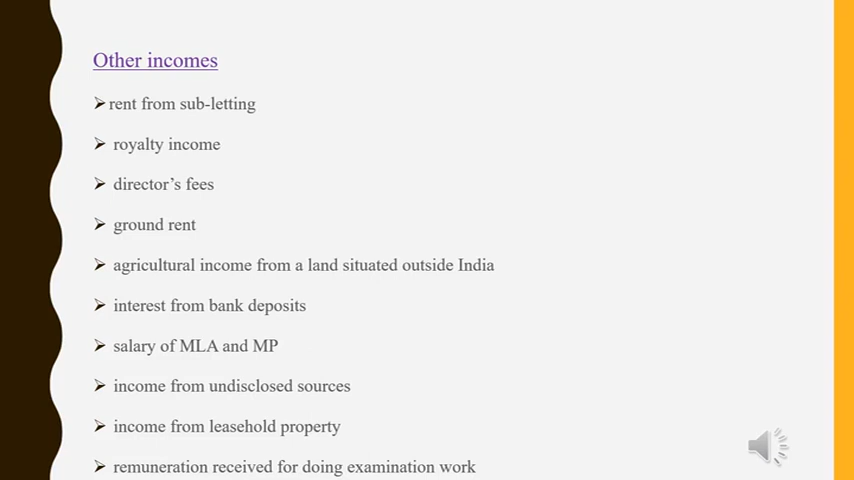 Other incomes
rent from sub-letting
royalty income
director’s fees
ground rent
agricultural income from a land situated outside India
interest from bank deposits
salary of MLA and MP
income from undisclosed sources
income from leasehold property
remuneration received for doing examination work